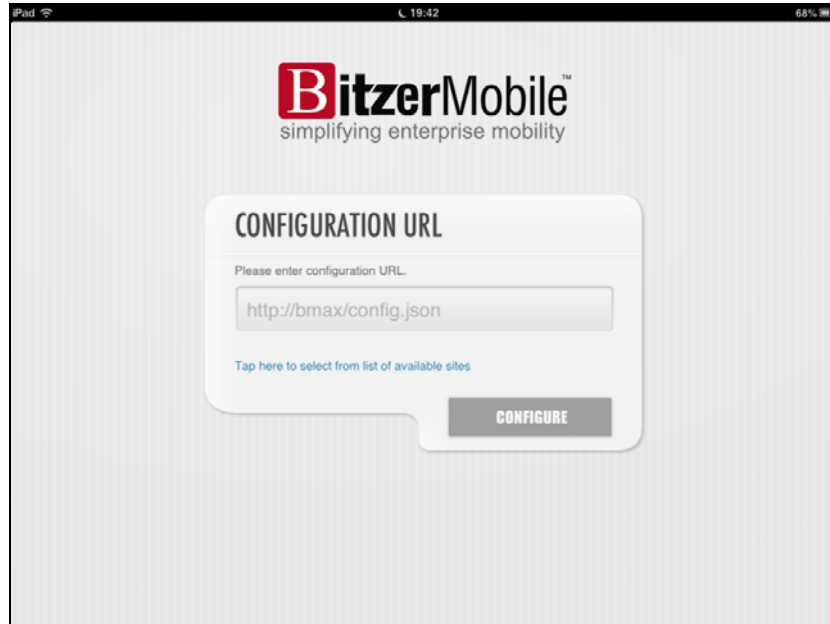 iPad 19:42 68%
BitzerMobile™
simplifying enterprise mobility
CONFIGURATION URL
Please enter configuration URL.
http://bmax/config.json
Tap here to select from list of available sites
CONFIGURE